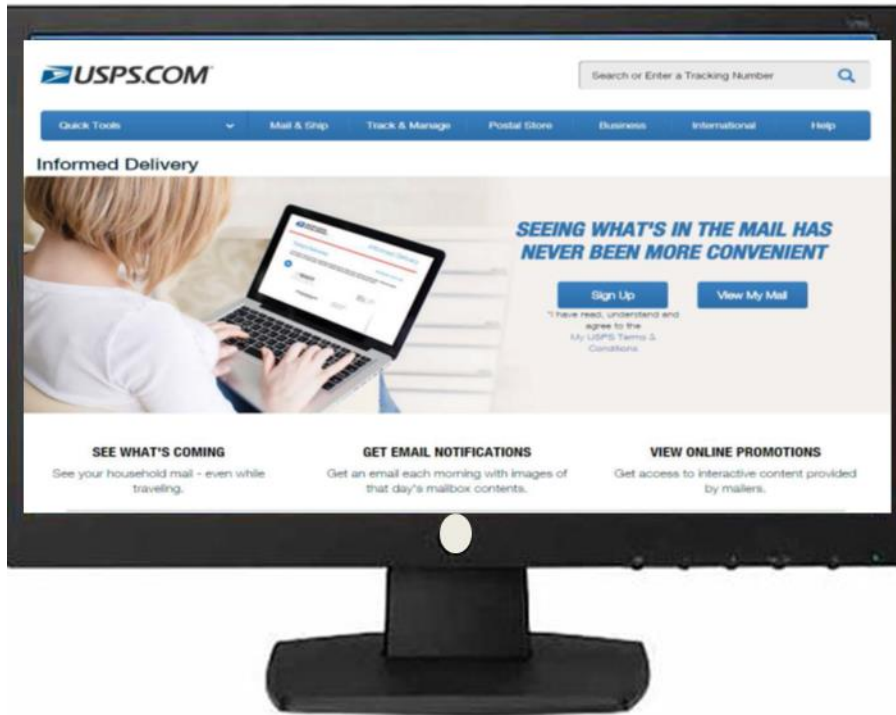 USPS.COM
Search or Enter a Tracking Number
Quick Tools
Mail & Ship
Track & Manage
Postal Store
Business
International
Help
Informed Delivery
SEEING WHAT'S IN THE MAIL HAS
NEVER BEEN MORE CONVENIENT
Sign Up
View My Mail
"I have read, understand and
agree to the
My USPS Terms &
Conditions.
Informed Delivery
SEE WHAT'S COMING
See your household mail - even while
traveling.
GET EMAIL NOTIFICATIONS
Get an email each morning with images of
that day's mailbox contents.
VIEW ONLINE PROMOTIONS
Get access to interactive content provided
by mailers.